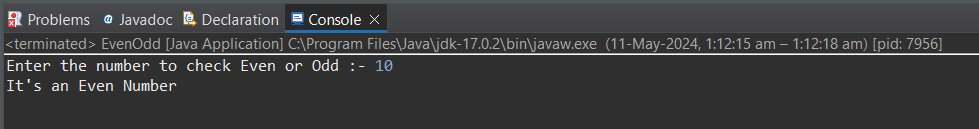 Problems @ Javadoc Declaration Console
<terminated> EvenOdd [Java Application] C:\Program Files\Java\jdk-17.0.2\bin\javaw.exe (11-May-2024, 1:12:15 am – 1:12:18 am) [pid: 7956]
Enter the number to check Even or Odd :- 10
It's an Even Number